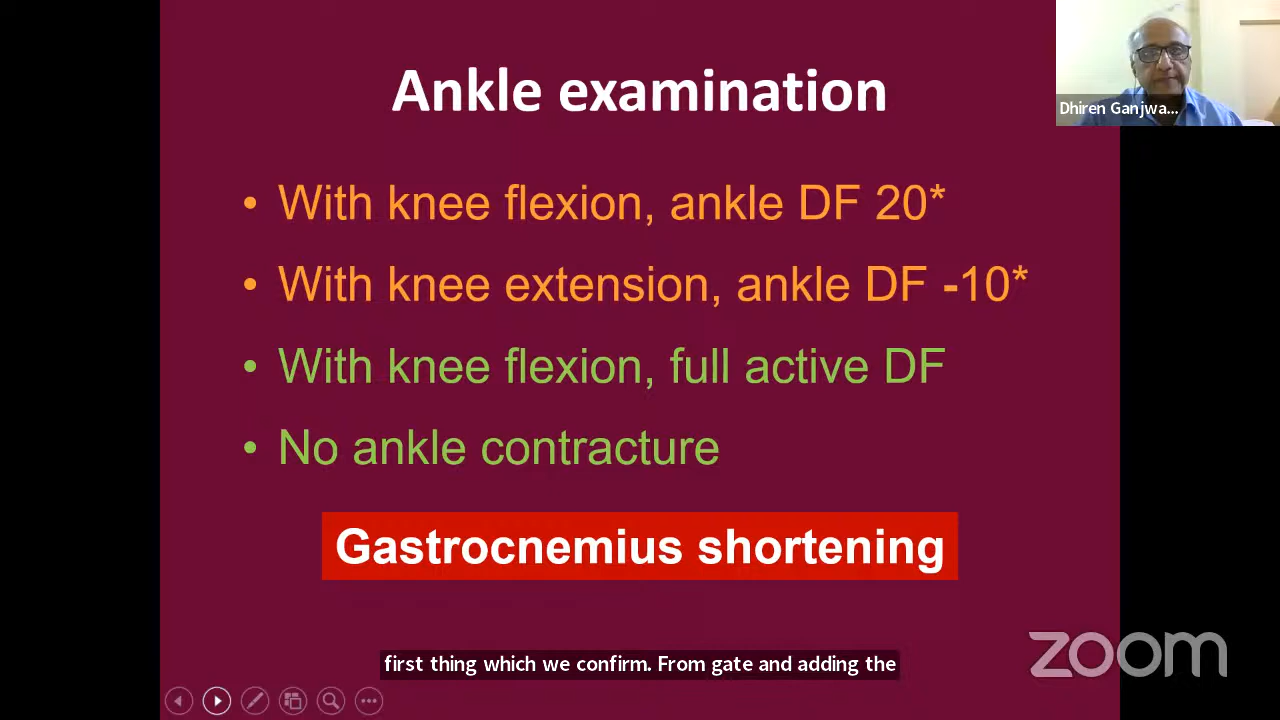 Ankle examination
Dhiren Ganjwa...
• With knee flexion, ankle DF 20*
• With knee extension, ankle DF -10*
• With knee flexion, full active DF
• No ankle contracture
Gastrocnemius shortening
first thing which we confirm. From gate and adding the
zoom